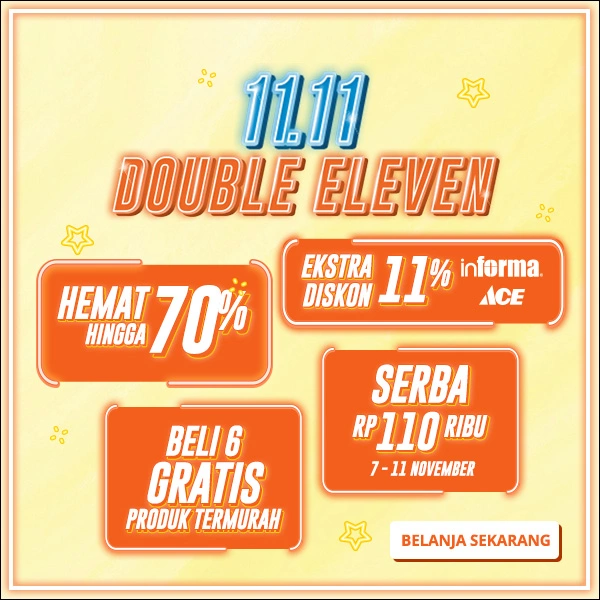 11.11
DOUBLE ELEVEN
HEMAT
HINGGA
70%
EKSTRA
DISKON
11%
informa.
ACE
SERBA
RP 110 RIBU
7 - 11 NOVEMBER
BELI 6
GRATIS
PRODUK TERMURAH
BELANJA SEKARANG